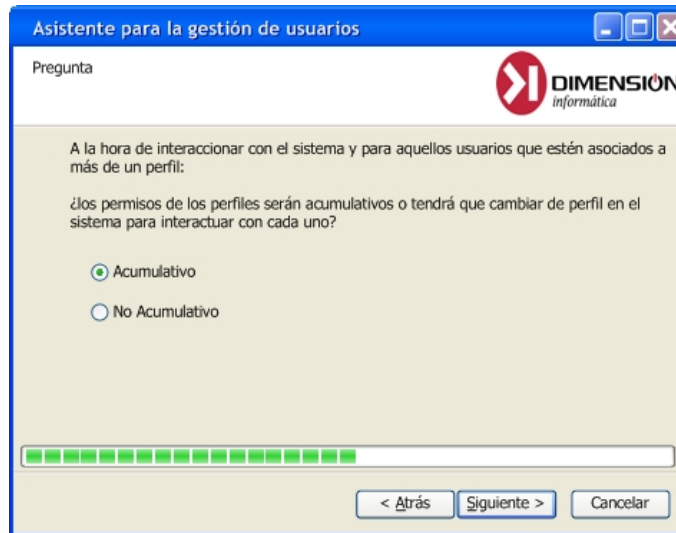 Asistente para la gestión de usuarios
Pregunta
DIMENSIÓN
informática
A la hora de interaccionar con el sistema y para aquellos usuarios que estén asociados a
más de un perfil:
¿los permisos de los perfiles serán acumulativos o tendrá que cambiar de perfil en el
sistema para interactuar con cada uno?
Acumulativo
No Acumulativo
< Atrás
Siguiente >
Cancelar